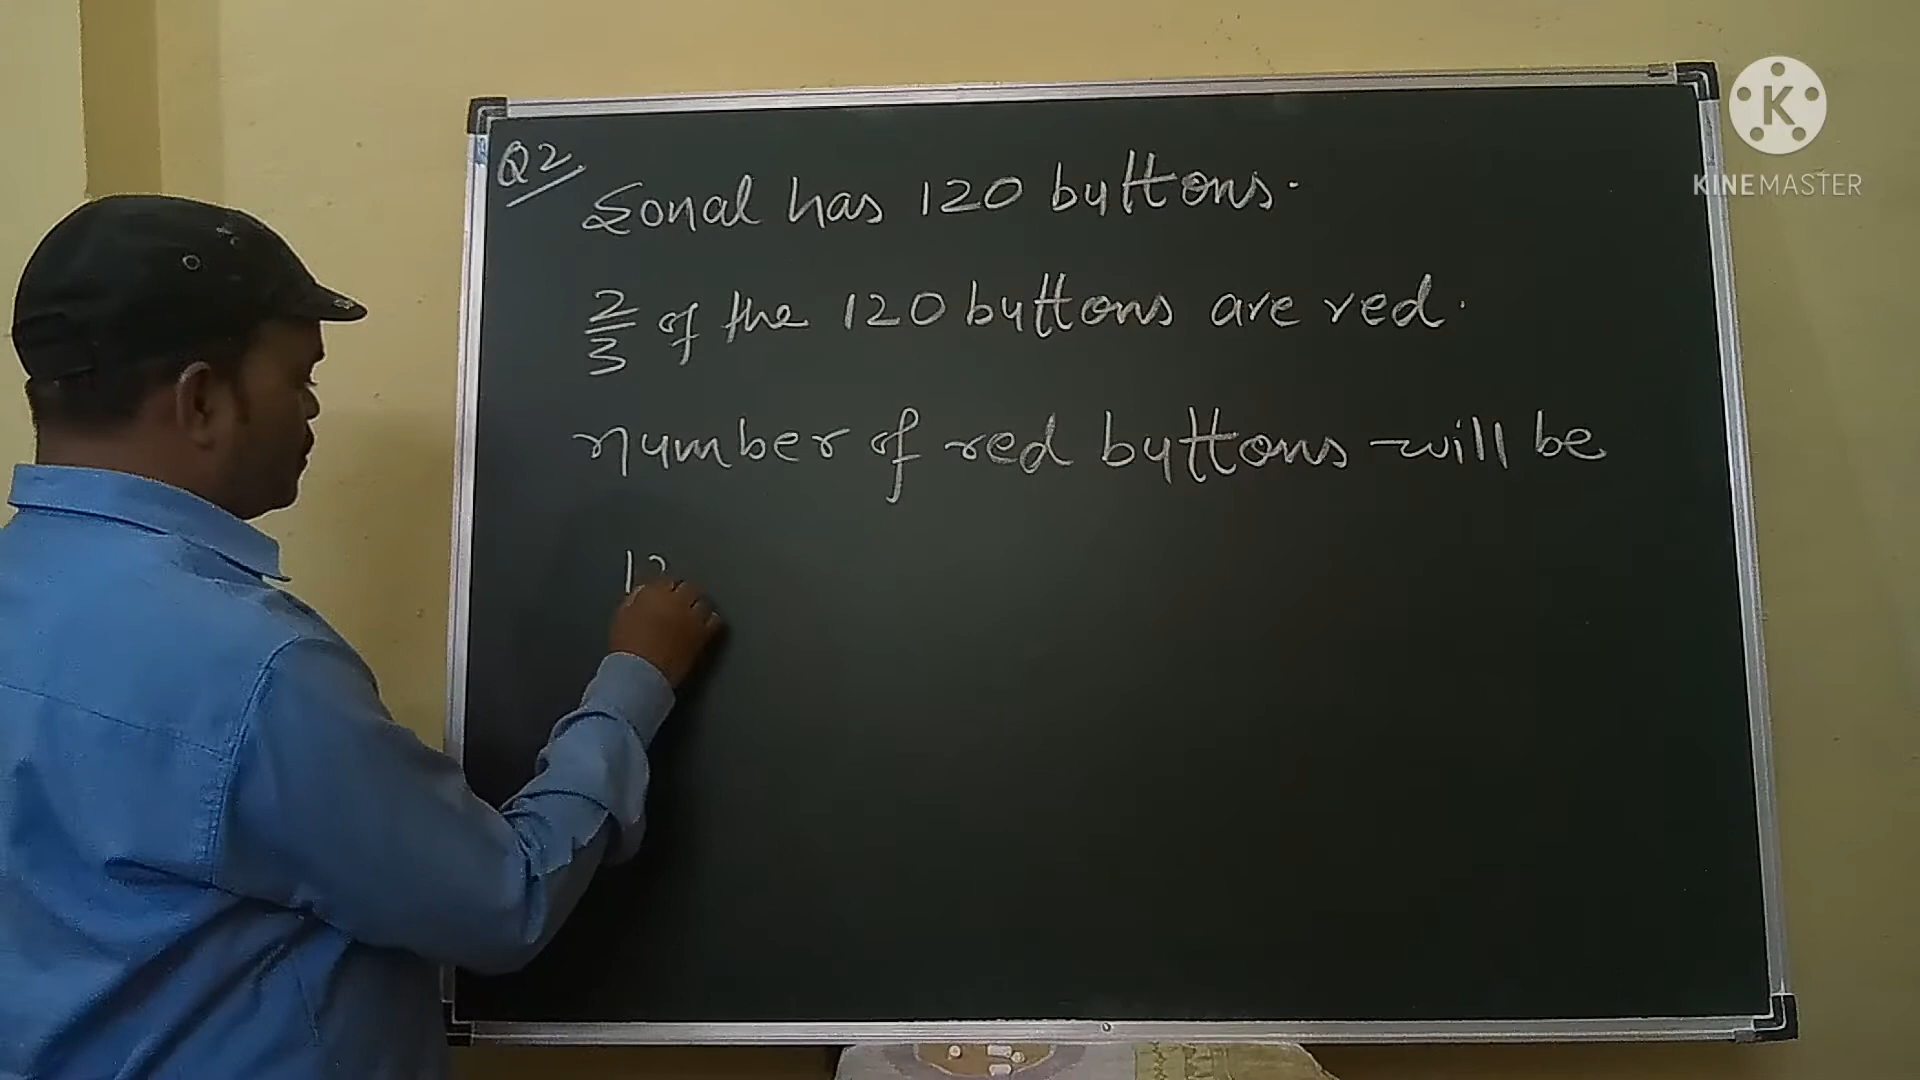 Q2. Sonal has 120 buttons.
2/3 of the 120 buttons are red.
number of red buttons will be
12
K
KINEMASTER